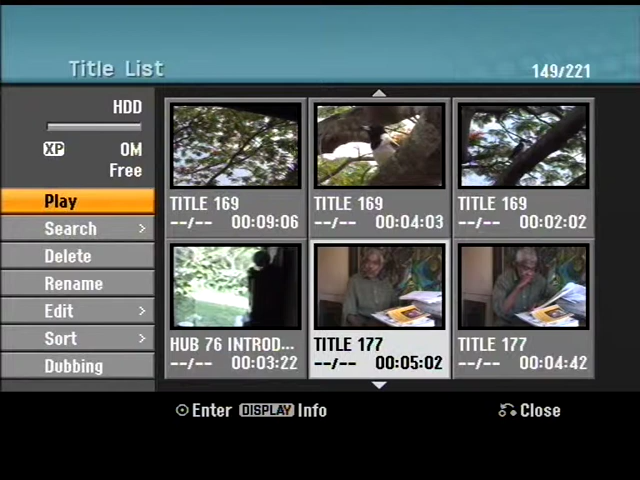 Title List
149/221
HDD
XP 0M
Free
Play
Search >
Delete
Rename
Edit >
Sort >
Dubbing
TITLE 169
--/-- 00:09:06
TITLE 169
--/-- 00:04:03
TITLE 169
--/-- 00:02:02
HUB 76 INTROD...
--/-- 00:03:22
TITLE 177
--/-- 00:05:02
TITLE 177
--/-- 00:04:42
Enter DISPLAY Info
Close